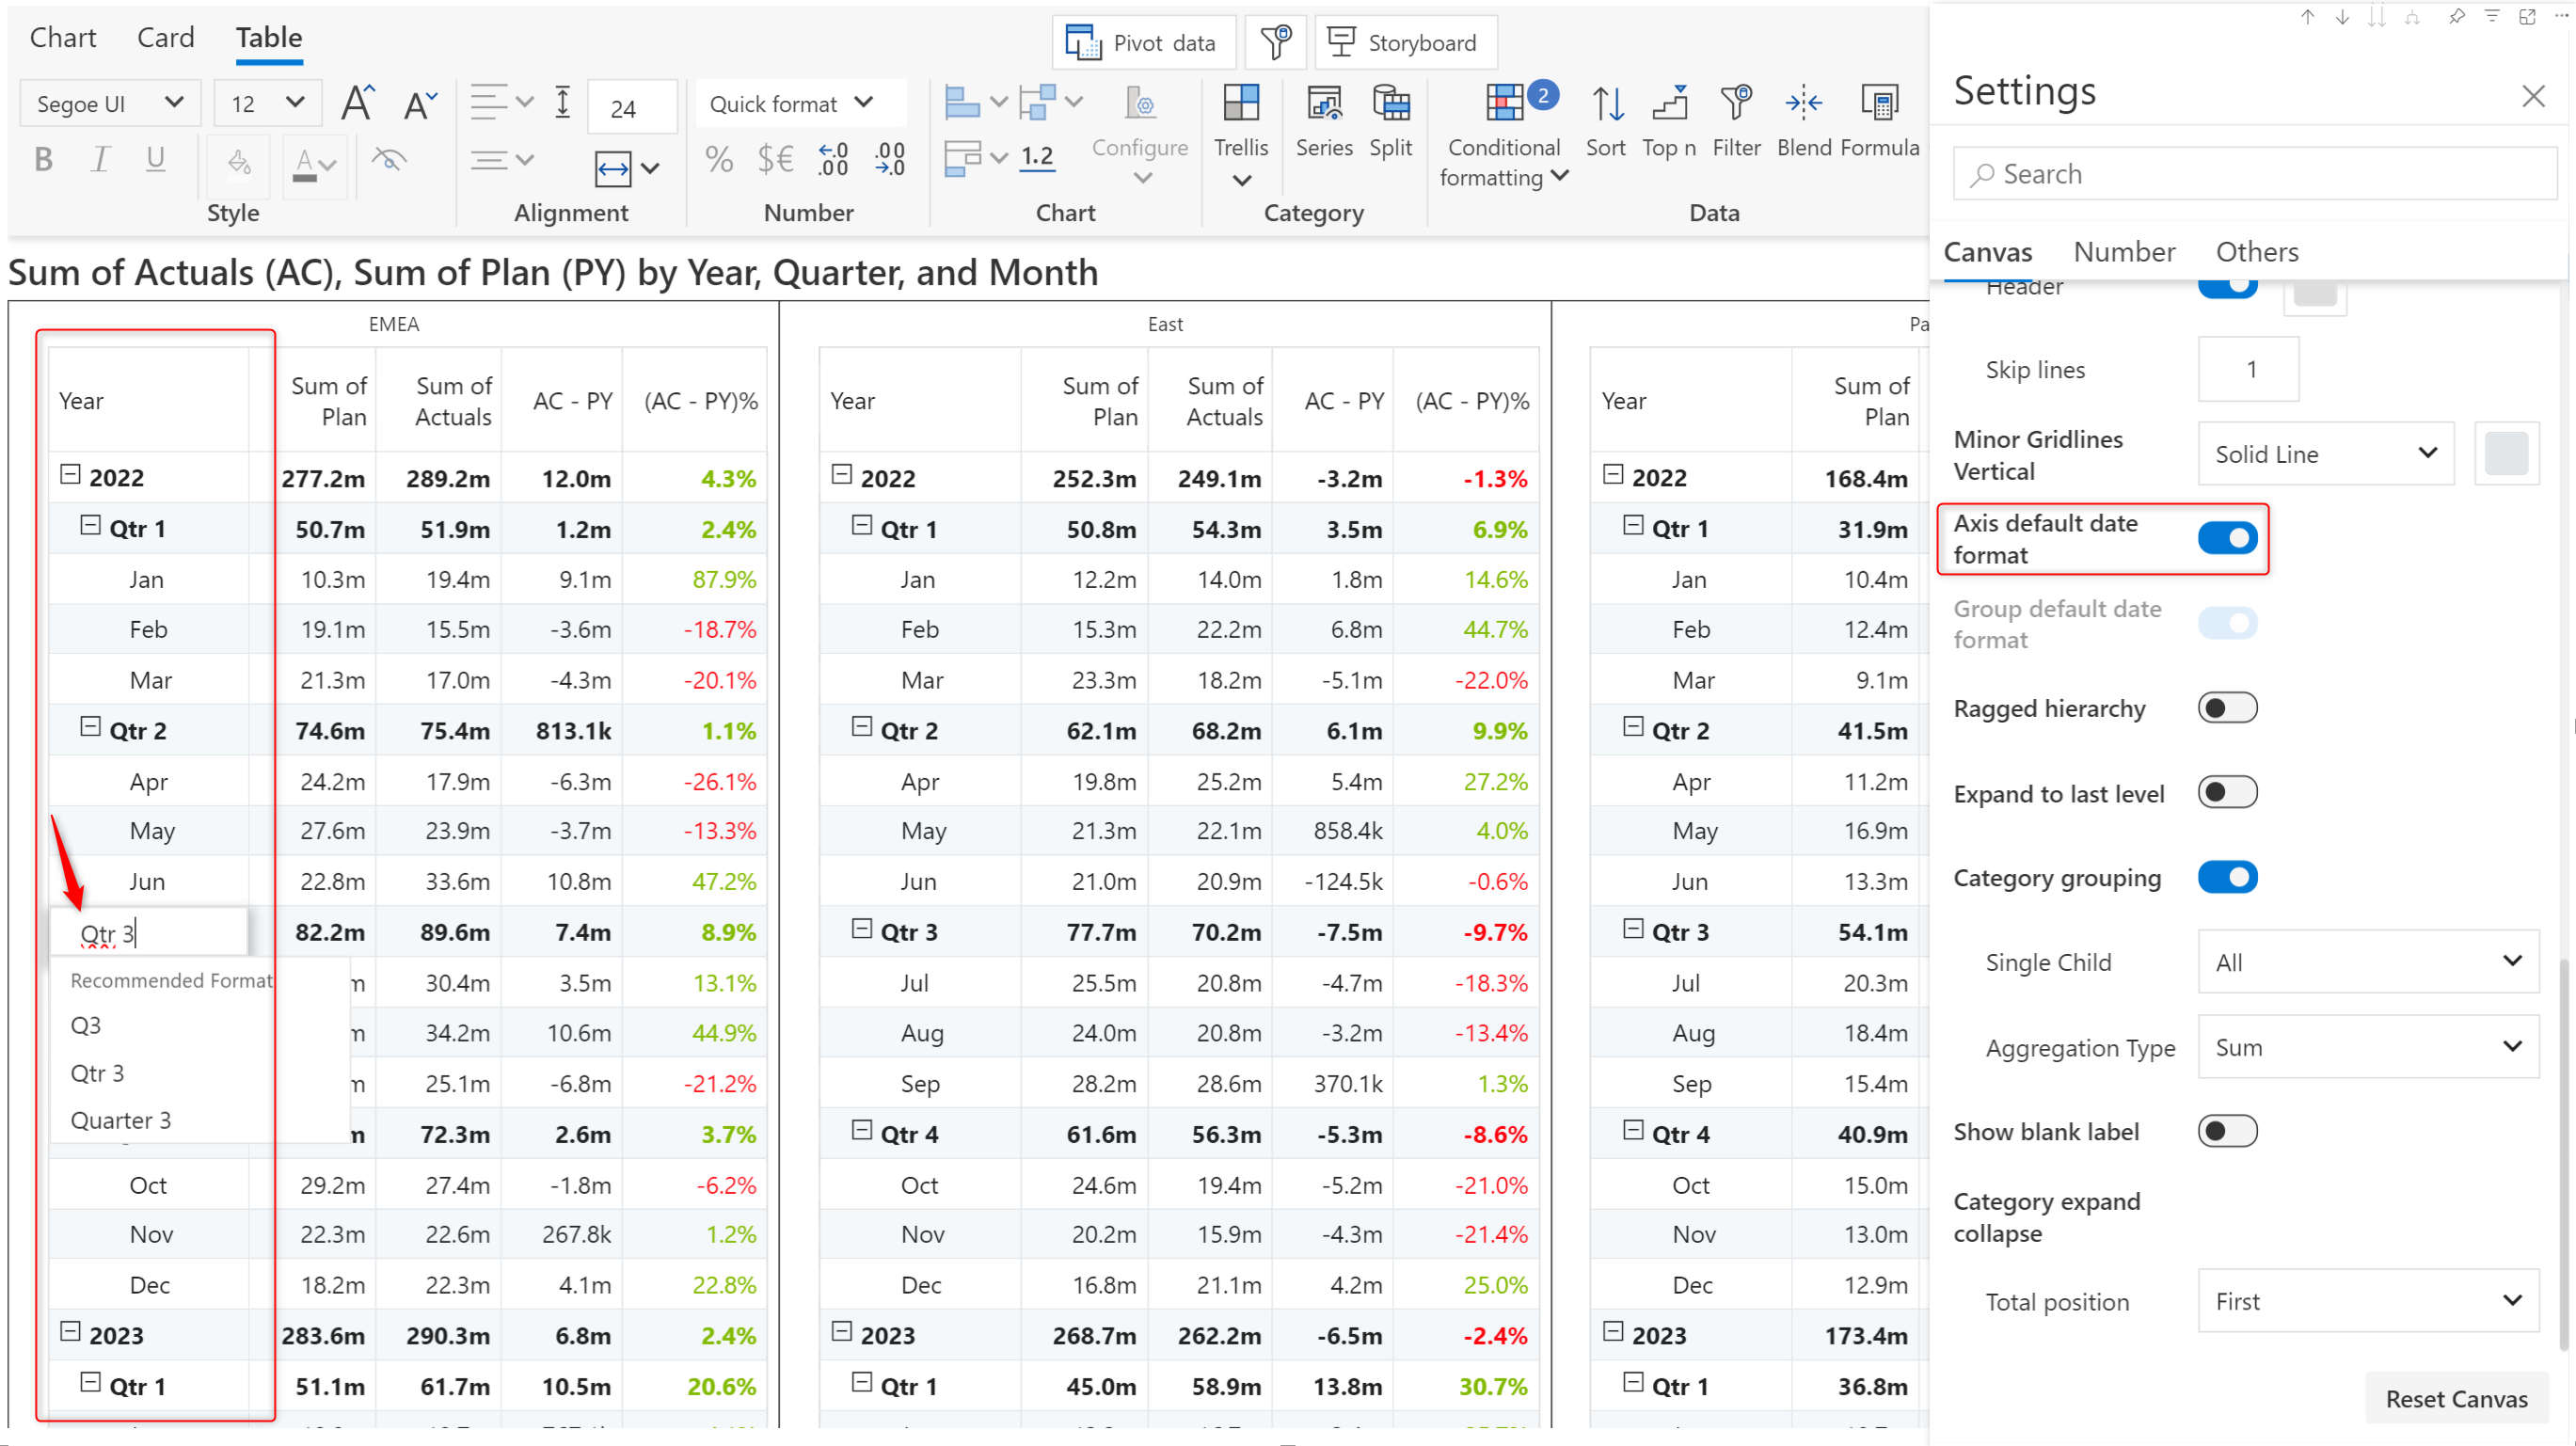 Chart Card Table
Pivot data Storyboard
Segoe UI 12 A A 24 Quick format
B I U A % $€ .0 .00 .00 .0 1.2
Configure Trellis Series Split Conditional formatting 2 Sort Top n Filter Blend Formula
Style Alignment Number Chart Category Data
Sum of Actuals (AC), Sum of Plan (PY) by Year, Quarter, and Month
EMEA
Year Sum of Plan Sum of Actuals AC - PY (AC - PY)%
2022 277.2m 289.2m 12.0m 4.3%
Qtr 1 50.7m 51.9m 1.2m 2.4%
Jan 10.3m 19.4m 9.1m 87.9%
Feb 19.1m 15.5m -3.6m -18.7%
Mar 21.3m 17.0m -4.3m -20.1%
Qtr 2 74.6m 75.4m 813.1k 1.1%
Apr 24.2m 17.9m -6.3m -26.1%
May 27.6m 23.9m -3.7m -13.3%
Jun 22.8m 33.6m 10.8m 47.2%
Qtr 3 82.2m 89.6m 7.4m 8.9%
m 30.4m 3.5m 13.1%
m 34.2m 10.6m 44.9%
m 25.1m -6.8m -21.2%
m 72.3m 2.6m 3.7%
Recommended Format
Q3
Qtr 3
Quarter 3
Oct 29.2m 27.4m -1.8m -6.2%
Nov 22.3m 22.6m 267.8k 1.2%
Dec 18.2m 22.3m 4.1m 22.8%
2023 283.6m 290.3m 6.8m 2.4%
Qtr 1 51.1m 61.7m 10.5m 20.6%
East
Year Sum of Plan Sum of Actuals AC - PY (AC - PY)%
2022 252.3m 249.1m -3.2m -1.3%
Qtr 1 50.8m 54.3m 3.5m 6.9%
Jan 12.2m 14.0m 1.8m 14.6%
Feb 15.3m 22.2m 6.8m 44.7%
Mar 23.3m 18.2m -5.1m -22.0%
Qtr 2 62.1m 68.2m 6.1m 9.9%
Apr 19.8m 25.2m 5.4m 27.2%
May 21.3m 22.1m 858.4k 4.0%
Jun 21.0m 20.9m -124.5k -0.6%
Qtr 3 77.7m 70.2m -7.5m -9.7%
Jul 25.5m 20.8m -4.7m -18.3%
Aug 24.0m 20.8m -3.2m -13.4%
Sep 28.2m 28.6m 370.1k 1.3%
Qtr 4 61.6m 56.3m -5.3m -8.6%
Oct 24.6m 19.4m -5.2m -21.0%
Nov 20.2m 15.9m -4.3m -21.4%
Dec 16.8m 21.1m 4.2m 25.0%
2023 268.7m 262.2m -6.5m -2.4%
Qtr 1 45.0m 58.9m 13.8m 30.7%
Pa
Year Sum of Plan
2022 168.4m
Qtr 1 31.9m
Jan 10.4m
Feb 12.4m
Mar 9.1m
Qtr 2 41.5m
Apr 11.2m
May 16.9m
Jun 13.3m
Qtr 3 54.1m
Jul 20.3m
Aug 18.4m
Sep 15.4m
Qtr 4 40.9m
Oct 15.0m
Nov 13.0m
Dec 12.9m
2023 173.4m
Qtr 1 36.8m
Settings
Search
Canvas Number Others
Header
Skip lines 1
Minor Gridlines
Vertical
Solid Line
Axis default date
format
Group default date
format
Ragged hierarchy
Expand to last level
Category grouping
Single Child All
Aggregation Type Sum
Show blank label
Category expand
collapse
Total position First
Reset Canvas